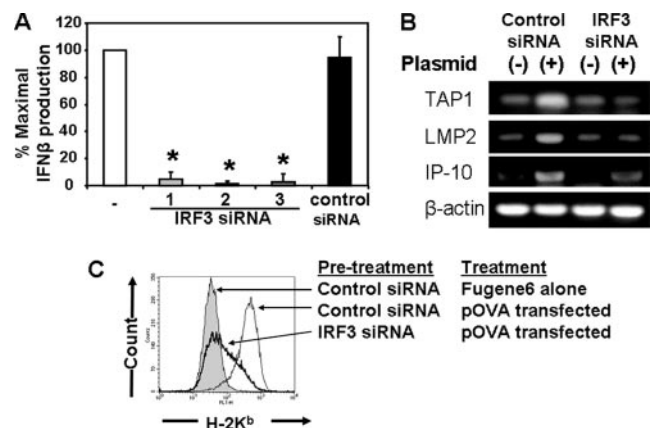 A
% Maximal
IFNβ production
120
100
80
60
40
20
0
* * *
- 1 2 3 control
siRNA
IRF3 siRNA
B
Control siRNA IRF3 siRNA
Plasmid (-) (+) (-) (+)
TAP1
LMP2
IP-10
β-actin
C
Pre-treatment Treatment
Control siRNA Fugene6 alone
Control siRNA pOVA transfected
IRF3 siRNA pOVA transfected
Count
H-2Kᵇ